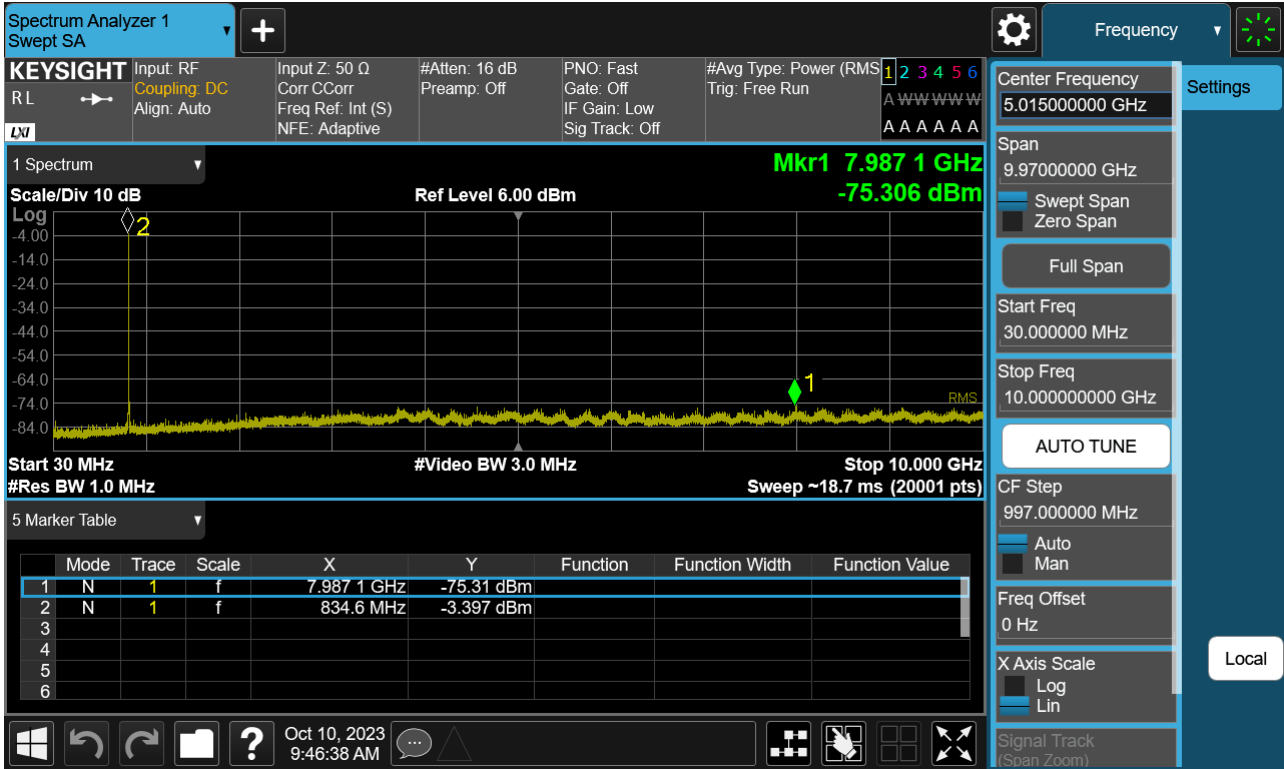 Spectrum Analyzer 1
Swept SA
Frequency
KEYSIGHT
R L
LXI
Input: RF
Coupling: DC
Align: Auto
Input Z: 50 Ω
Corr CCorr
Freq Ref: Int (S)
NFE: Adaptive
#Atten: 16 dB
Preamp: Off
PNO: Fast
Gate: Off
IF Gain: Low
Sig Track: Off
#Avg Type: Power (RMS
Trig: Free Run
1 2 3 4 5 6
A W W W W W
A A A A A A
1 Spectrum
Mkr1 7.987 1 GHz
Scale/Div 10 dB
Ref Level 6.00 dBm
-75.306 dBm
Log
2
-4.00
-14.0
-24.0
-34.0
-44.0
-54.0
-64.0
1
-74.0
RMS
-84.0
Start 30 MHz
#Video BW 3.0 MHz
Stop 10.000 GHz
#Res BW 1.0 MHz
Sweep ~18.7 ms (20001 pts)
5 Marker Table
Mode Trace Scale X Y Function Function Width Function Value
1 N 1 f 7.987 1 GHz -75.31 dBm
2 N 1 f 834.6 MHz -3.397 dBm
3
4
5
6
Oct 10, 2023
9:46:38 AM
Center Frequency
5.015000000 GHz
Span
9.97000000 GHz
Swept Span
Zero Span
Full Span
Start Freq
30.000000 MHz
Stop Freq
10.000000000 GHz
AUTO TUNE
CF Step
997.000000 MHz
Auto
Man
Freq Offset
0 Hz
X Axis Scale
Log
Lin
Signal Track
(Span Zoom)
Settings
Local